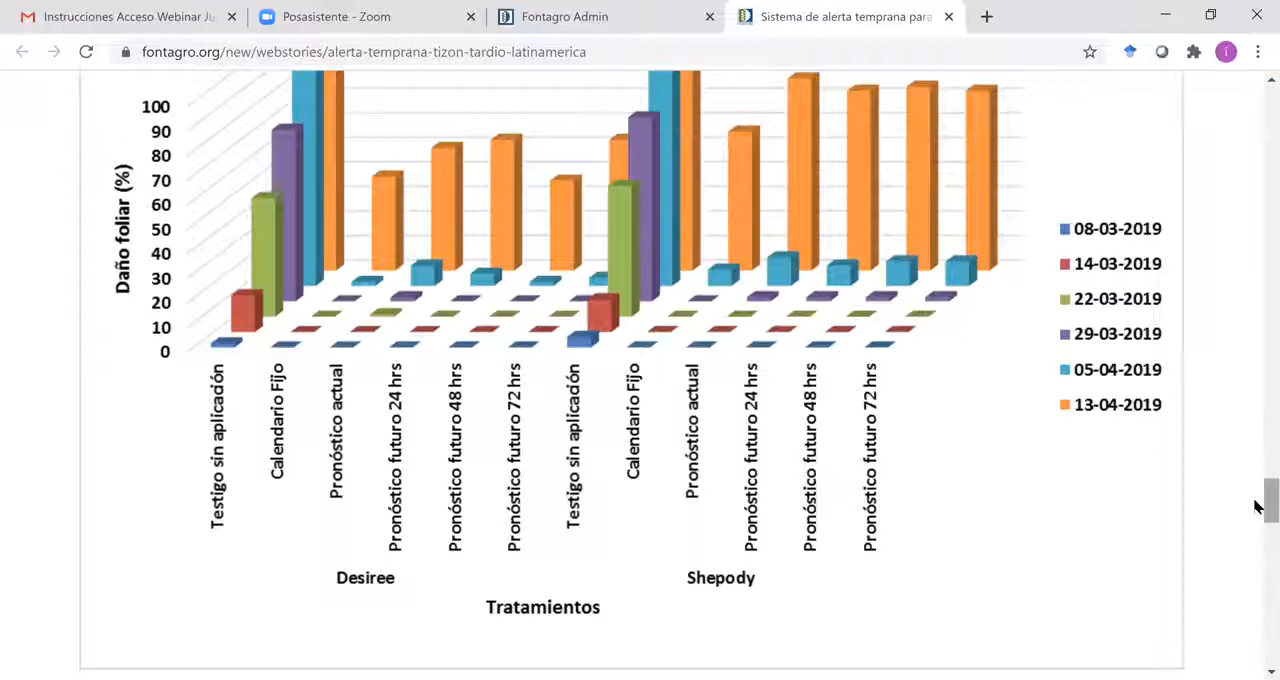 Instrucciones Acceso Webinar Ju
Posasistente - Zoom
Fontagro Admin
Sistema de alerta temprana para
fontagro.org/new/webstories/alerta-temprana-tizon-tardio-latinamerica
i
Daño foliar (%)
100
90
80
70
60
50
40
30
20
10
0
08-03-2019
14-03-2019
22-03-2019
29-03-2019
05-04-2019
13-04-2019
Testigo sin aplicación
Calendario Fijo
Pronóstico actual
Pronóstico futuro 24 hrs
Pronóstico futuro 48 hrs
Pronóstico futuro 72 hrs
Testigo sin aplicación
Calendario Fijo
Pronóstico actual
Pronóstico futuro 24 hrs
Pronóstico futuro 48 hrs
Pronóstico futuro 72 hrs
Desiree
Shepody
Tratamientos